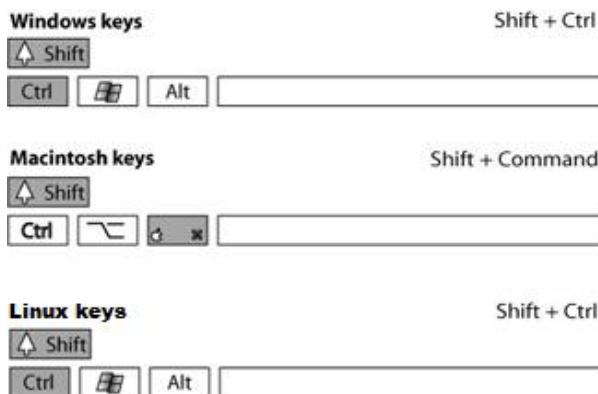 Windows keys Shift + Ctrl
Shift
Ctrl Alt
Macintosh keys Shift + Command
Shift
Ctrl
Linux keys Shift + Ctrl
Shift
Ctrl Alt